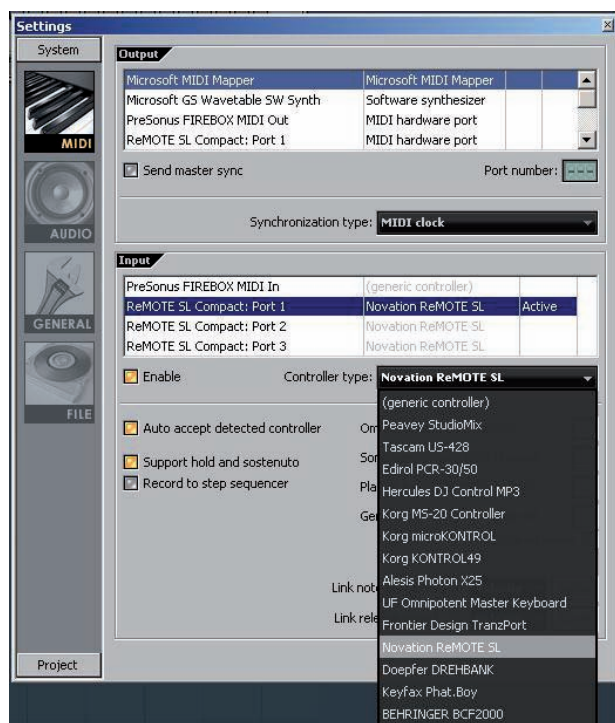 Settings
System
MIDI
AUDIO
GENERAL
FILE
Project
Output
Microsoft MIDI Mapper Microsoft MIDI Mapper
Microsoft GS Wavetable SW Synth Software synthesizer
PreSonus FIREBOX MIDI Out MIDI hardware port
ReMOTE SL Compact: Port 1 MIDI hardware port
Send master sync Port number: ---
Synchronization type: MIDI clock
Input
PreSonus FIREBOX MIDI In (generic controller)
ReMOTE SL Compact: Port 1 Novation ReMOTE SL Active
ReMOTE SL Compact: Port 2 Novation ReMOTE SL
ReMOTE SL Compact: Port 3 Novation ReMOTE SL
Enable Controller type: Novation ReMOTE SL
Auto accept detected controller
Support hold and sostenuto
Record to step sequencer
Link
Link
(generic controller)
Peavey StudioMix
Tascam US-428
Edirol PCR-30/50
Hercules DJ Control MP3
Korg MS-20 Controller
Korg microKONTROL
Korg KONTROL49
Alesis Photon X25
UF Omnipotent Master Keyboard
Frontier Design TranzPort
Novation ReMOTE SL
Doepfer DREHBANK
Keyfax Phat.Boy
BEHRINGER BCF2000